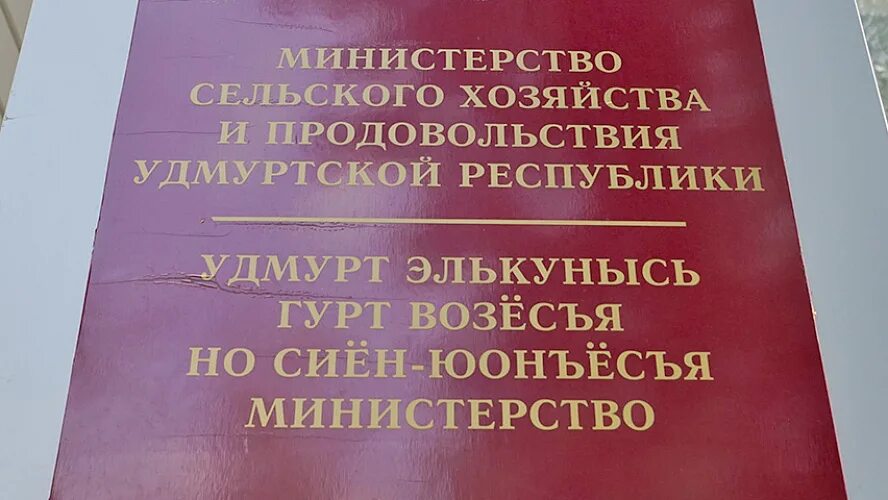 МИНИСТЕРСТВО
СЕЛЬСКОГО ХОЗЯЙСТВА
И ПРОДОВОЛЬСТВИЯ
УДМУРТСКОЙ РЕСПУБЛИКИ
УДМУРТ ЭЛЬКУНЫСЬ
ГУРТ ВОЗЁСЪЯ
НО СИЁН-ЮОНЪЁСЪЯ
МИНИСТЕРСТВО